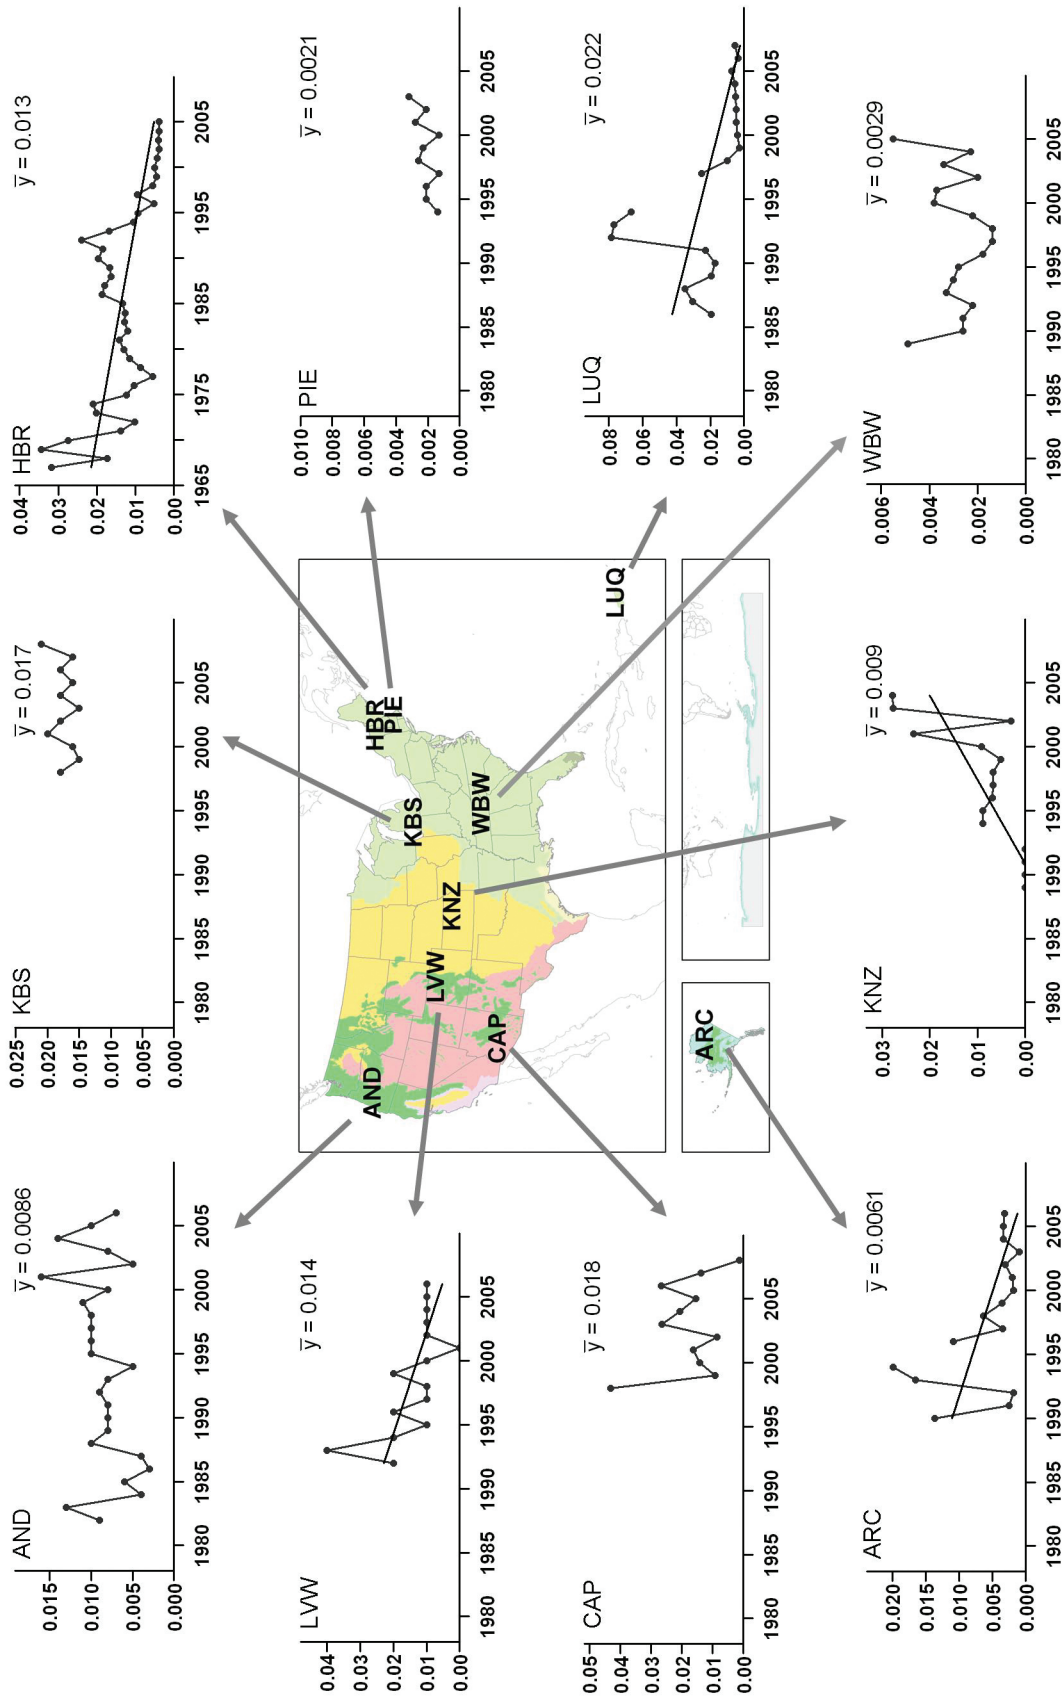 AND
y = 0.0086
0.015
0.010
0.005
0.000
1980 1985 1990 1995 2000 2005
KBS
y = 0.017
0.025
0.020
0.015
0.010
0.005
0.000
1980 1985 1990 1995 2000 2005
HBR
y = 0.013
0.04
0.03
0.02
0.01
0.00
1965 1975 1985 1995 2005
LVW
y = 0.014
0.04
0.03
0.02
0.01
0.00
1980 1985 1990 1995 2000 2005
AND
HBR
PIE
KBS
LVW
KNZ
WBW
CAP
LUQ
ARC
PIE
y = 0.0021
0.010
0.008
0.006
0.004
0.002
0.000
1980 1985 1990 1995 2000 2005
CAP
y = 0.018
0.05
0.04
0.03
0.02
0.01
0.00
1980 1985 1990 1995 2000 2005
LUQ
y = 0.022
0.08
0.06
0.04
0.02
0.00
1980 1985 1990 1995 2000 2005
ARC
y = 0.0061
0.020
0.015
0.010
0.005
0.000
1980 1985 1990 1995 2000 2005
KNZ
y = 0.009
0.03
0.02
0.01
0.00
1980 1985 1990 1995 2000 2005
WBW
y = 0.0029
0.006
0.004
0.002
0.000
1980 1985 1990 1995 2000 2005